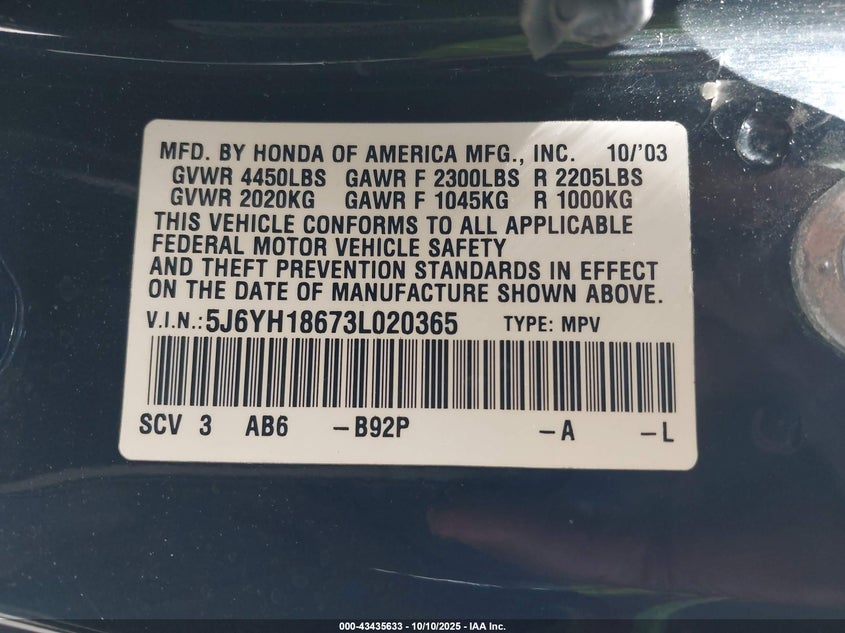 MFD. BY HONDA OF AMERICA MFG., INC. 10/'03
GVWR 4450LBS GAWR F 2300LBS R 2205LBS
GVWR 2020KG GAWR F 1045KG R 1000KG
THIS VEHICLE CONFORMS TO ALL APPLICABLE
FEDERAL MOTOR VEHICLE SAFETY
AND THEFT PREVENTION STANDARDS IN EFFECT
ON THE DATE OF MANUFACTURE SHOWN ABOVE.
V.I.N.:5J6YH18673L020365 TYPE: MPV
SCV 3 AB6 –B92P –A –L
000-43435633 - 10/10/2025 - IAA Inc.